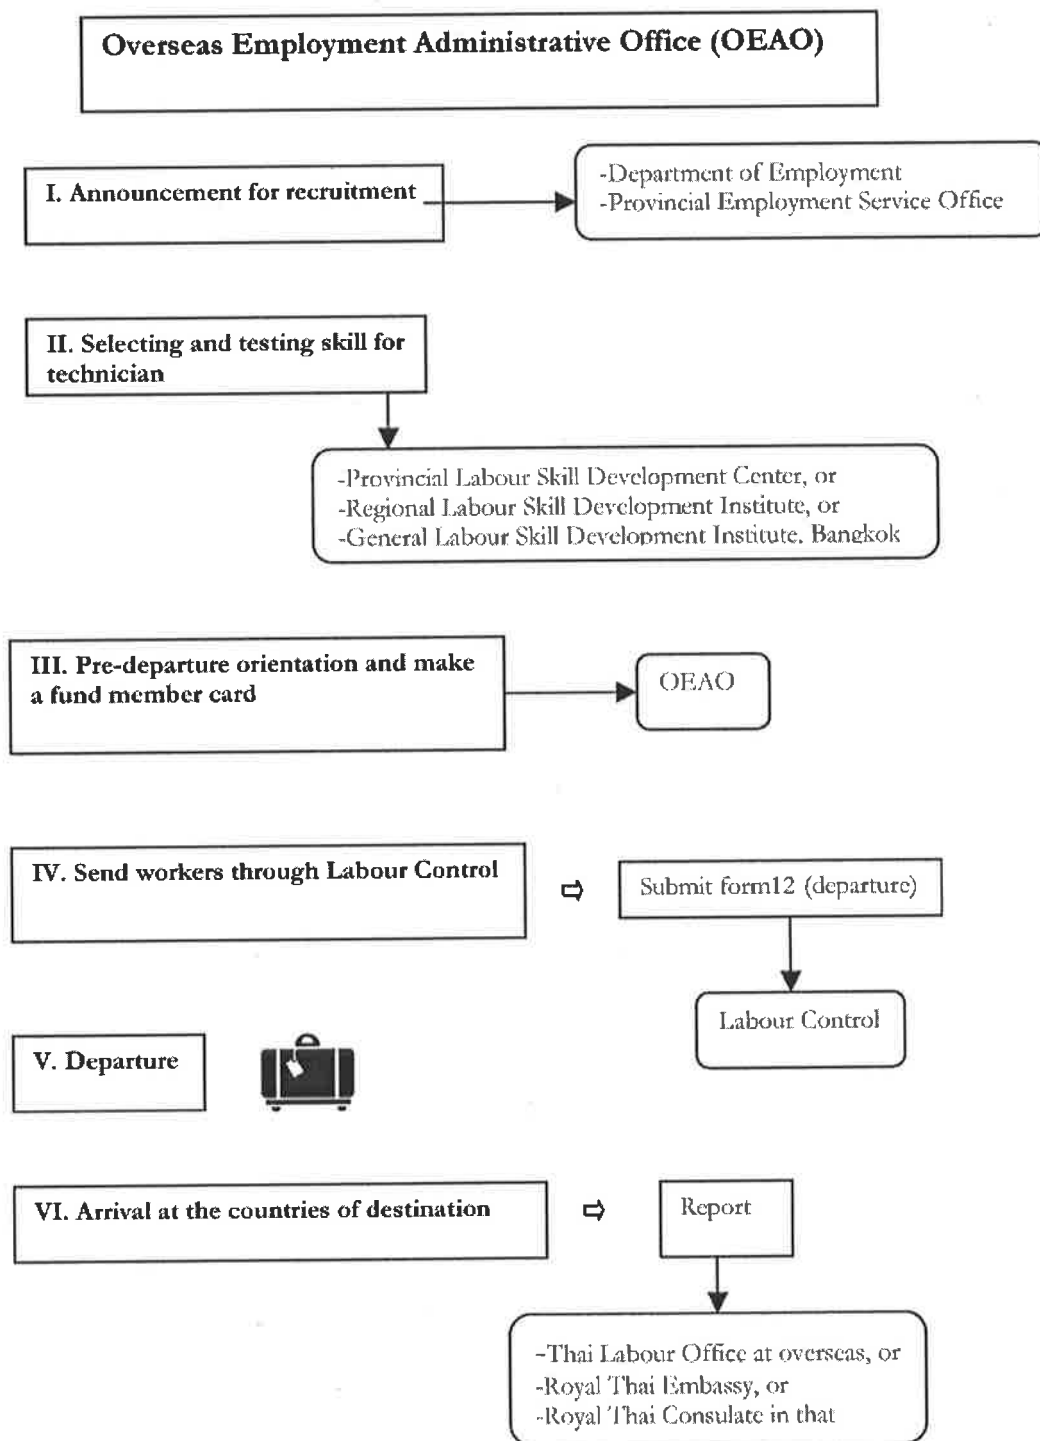 Overseas Employment Administrative Office (OEAO)
I. Announcement for recruitment
-Department of Employment
-Provincial Employment Service Office
II. Selecting and testing skill for
technician
-Provincial Labour Skill Development Center, or
-Regional Labour Skill Development Institute, or
-General Labour Skill Development Institute, Bangkok
III. Pre-departure orientation and make
a fund member card
OEAO
IV. Send workers through Labour Control
Submit form12 (departure)
Labour Control
V. Departure
VI. Arrival at the countries of destination
Report
-Thai Labour Office at overseas, or
-Royal Thai Embassy, or
-Royal Thai Consulate in that